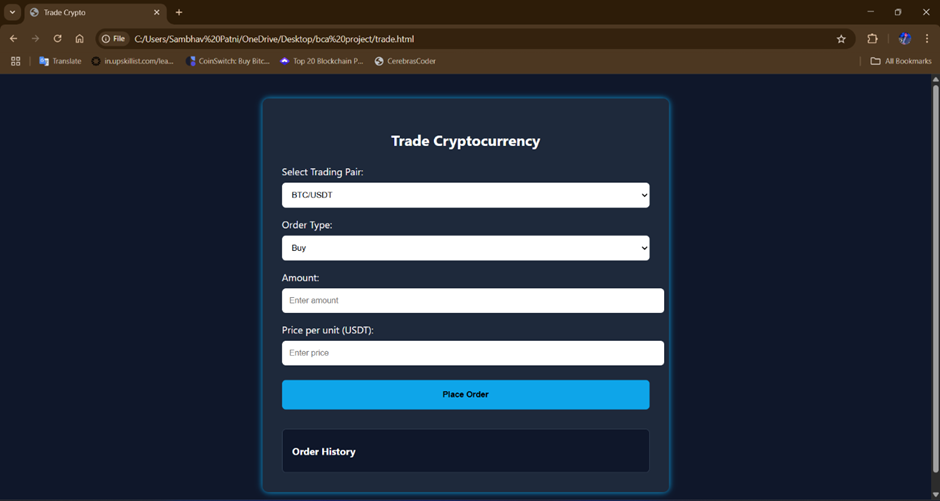 Trade Crypto
File C:/Users/Sambhav%20Patni/OneDrive/Desktop/bca%20project/trade.html
Translate in.upskillist.com/lea... CoinSwitch: Buy Bitc... Top 20 Blockchain P... CerebrasCoder All Bookmarks
Trade Cryptocurrency
Select Trading Pair:
BTC/USDT
Order Type:
Buy
Amount:
Enter amount
Price per unit (USDT):
Enter price
Place Order
Order History